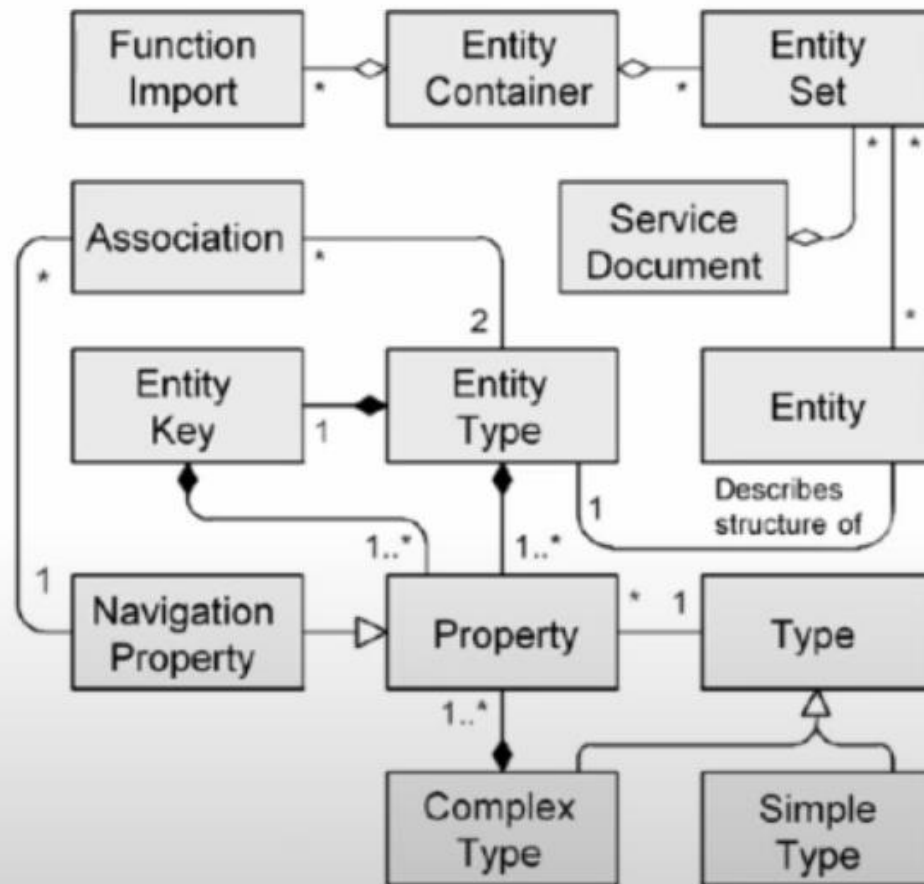 Function
Import
*
Entity
Container
*
Entity
Set
*
*
Association
*
*
Service
Document
2
*
Entity
Key
1
Entity
Type
Entity
1
Describes
structure of
1..*
1..*
1
Navigation
Property
Property
*
1
Type
1..*
Complex
Type
Simple
Type